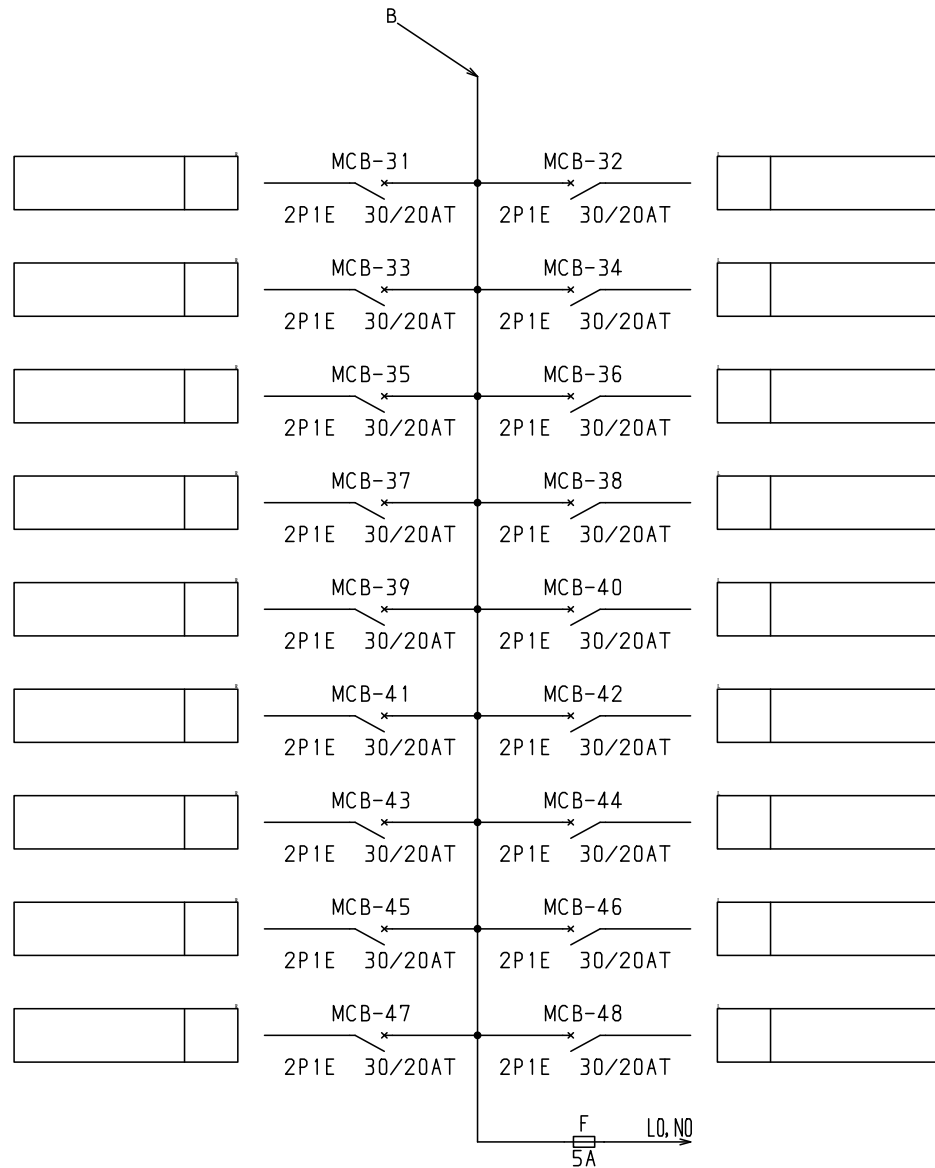 B
MCB-31 MCB-32
2P1E 30/20AT 2P1E 30/20AT
MCB-33 MCB-34
2P1E 30/20AT 2P1E 30/20AT
MCB-35 MCB-36
2P1E 30/20AT 2P1E 30/20AT
MCB-37 MCB-38
2P1E 30/20AT 2P1E 30/20AT
MCB-39 MCB-40
2P1E 30/20AT 2P1E 30/20AT
MCB-41 MCB-42
2P1E 30/20AT 2P1E 30/20AT
MCB-43 MCB-44
2P1E 30/20AT 2P1E 30/20AT
MCB-45 MCB-46
2P1E 30/20AT 2P1E 30/20AT
MCB-47 MCB-48
2P1E 30/20AT 2P1E 30/20AT
F L0,N0
5A